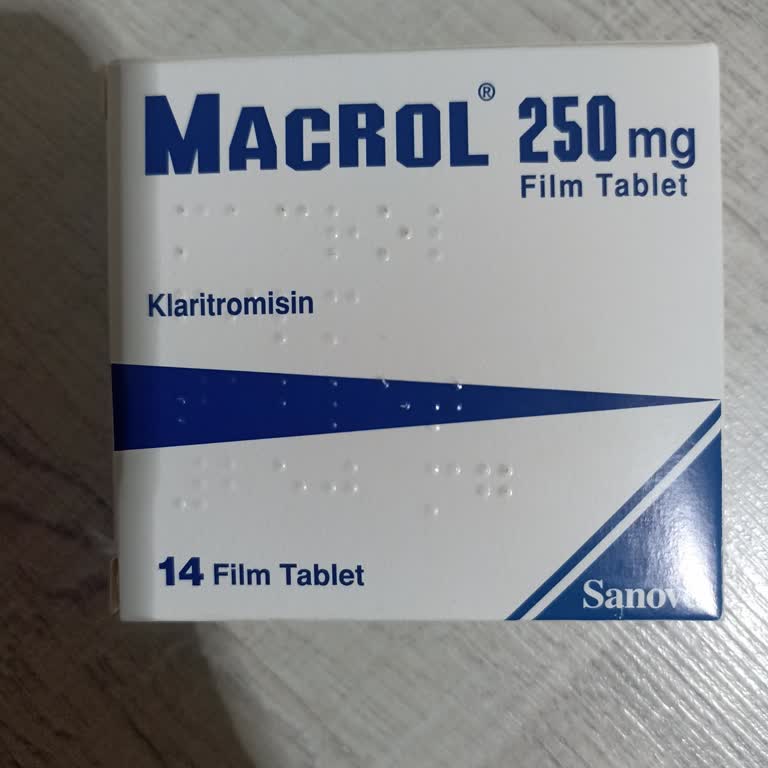 MACROL® 250 mg
Film Tablet
Klaritromisin
14 Film Tablet